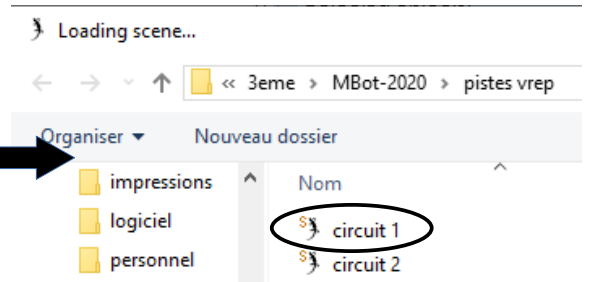 Loading scene...
« 3eme > MBot-2020 > pistes vrep
Organiser Nouveau dossier
impressions
logiciel
personnel
Nom
circuit 1
circuit 2